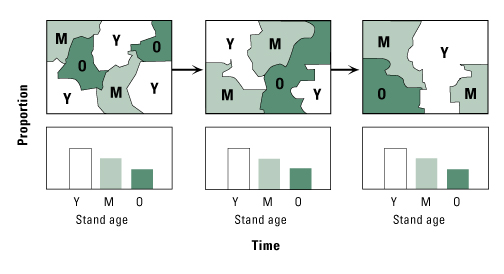 Proportion
M Y O
O
Y M Y
Y M
O
M Y
M Y
O M
Y M O
Stand age
Y M O
Stand age
Y M O
Stand age
Time